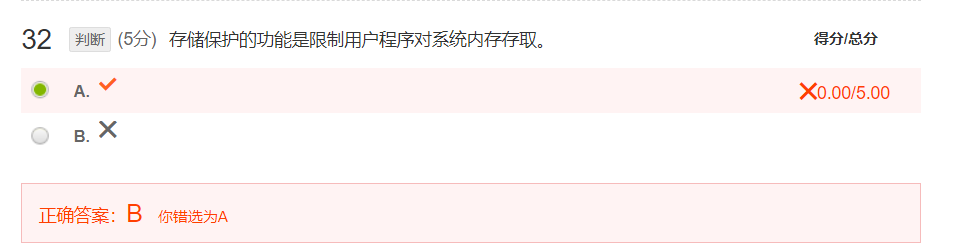 32 判断 (5分) 存储保护的功能是限制用户程序对系统内存存取。 得分/总分
A. ✓ ✕0.00/5.00
B. ✕
正确答案：B 你错选为A